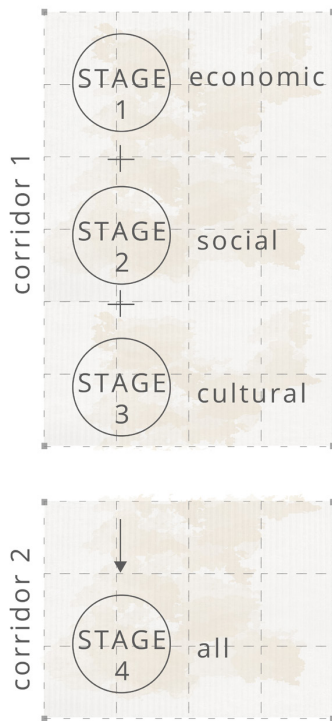 corridor 1
STAGE
1
economic
+
STAGE
2
social
+
STAGE
3
cultural
corridor 2
STAGE
4
all